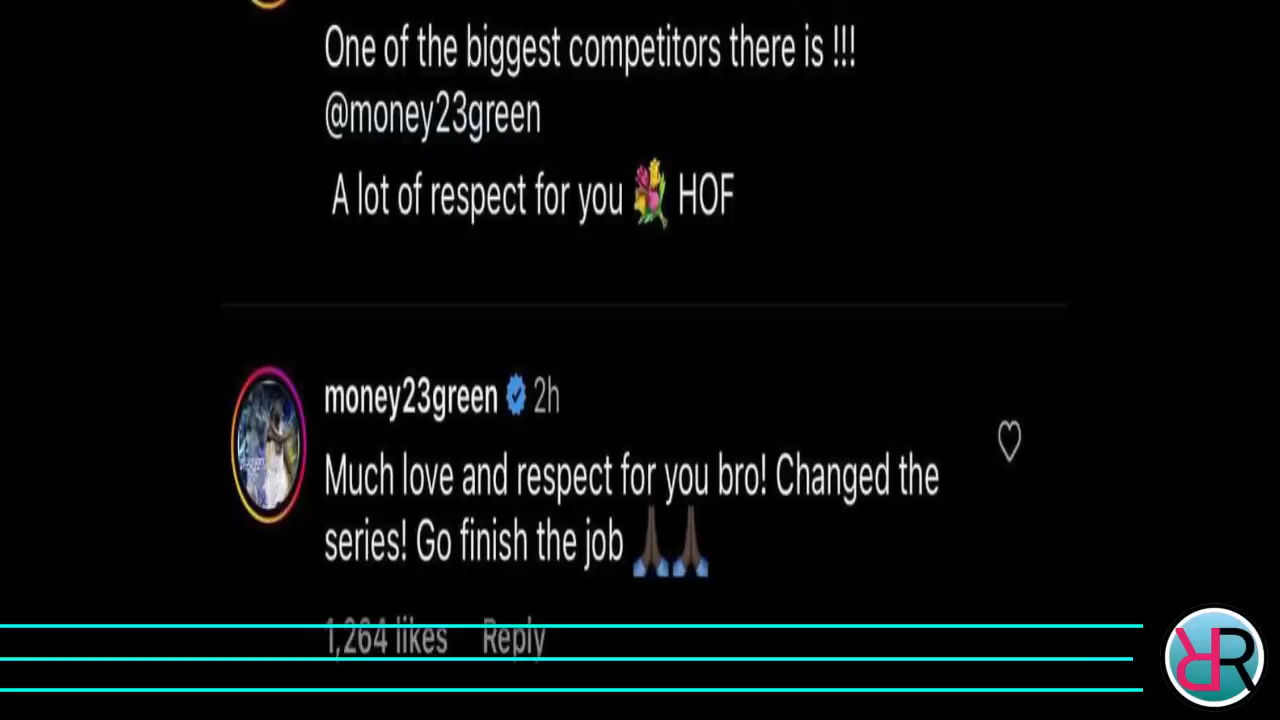 One of the biggest competitors there is !!!
@money23green
A lot of respect for you 💐 HOF
money23green 2h
Much love and respect for you bro! Changed the
series! Go finish the job 🙏🏿🙏🏿
1,264 likes Reply
RR